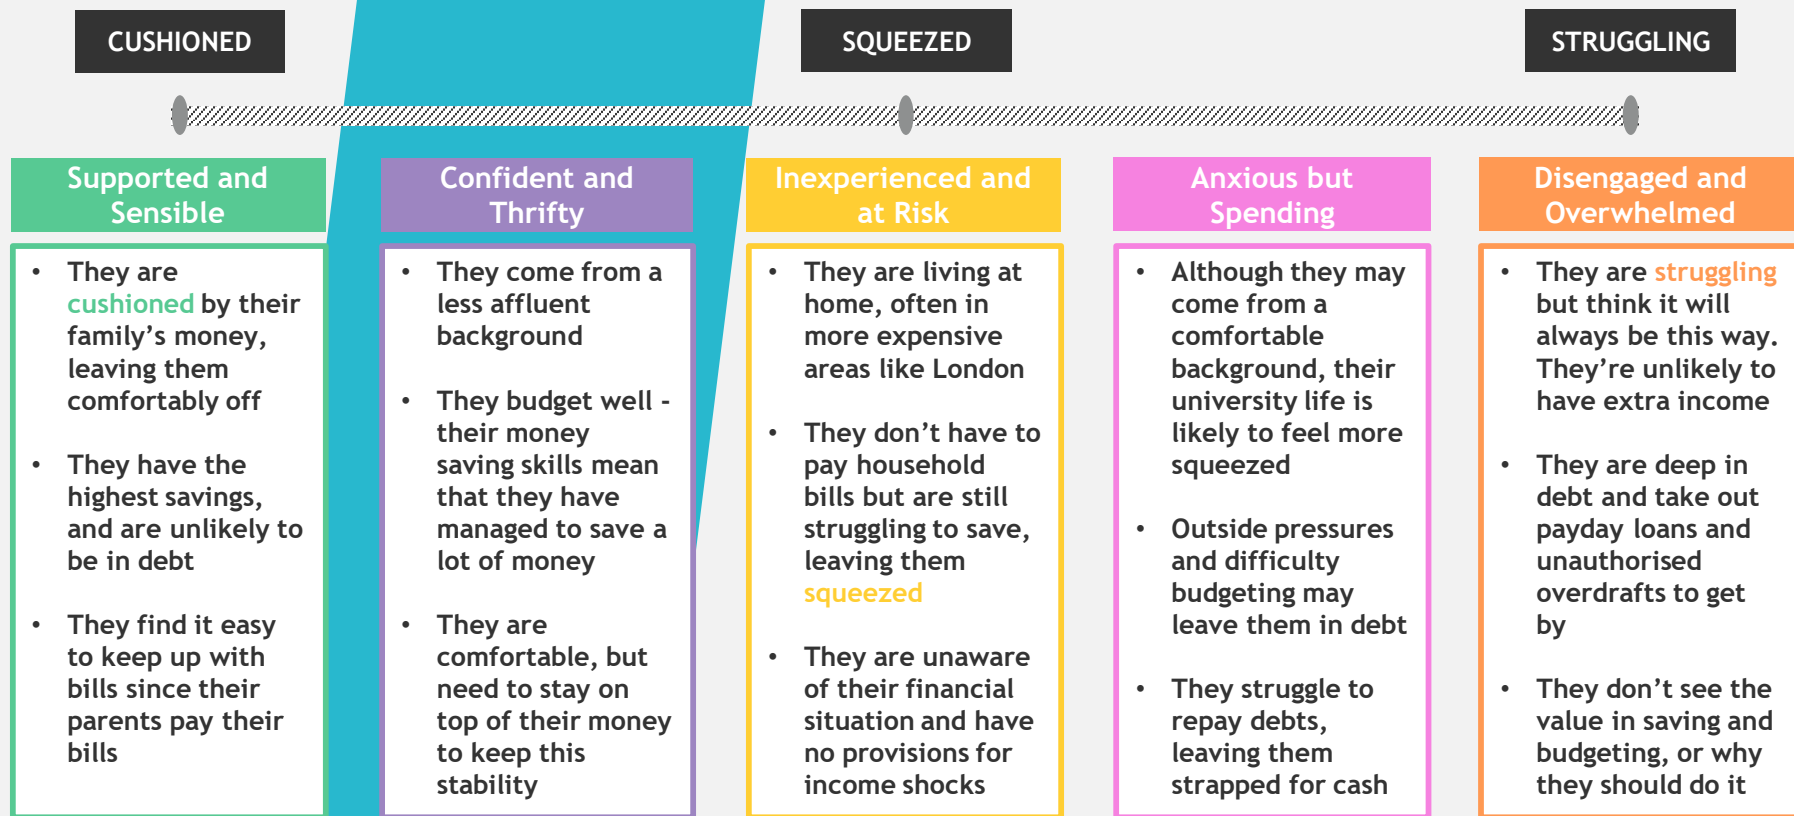 CUSHIONED
SQUEEZED
STRUGGLING
Supported and
Sensible
• They are
cushioned by their
family’s money,
leaving them
comfortably off
• They have the
highest savings,
and are unlikely to
be in debt
• They find it easy
to keep up with
bills since their
parents pay their
bills
Confident and
Thrifty
• They come from a
less affluent
background
• They budget well -
their money
saving skills mean
that they have
managed to save a
lot of money
• They are
comfortable, but
need to stay on
top of their money
to keep this
stability
Inexperienced and
at Risk
• They are living at
home, often in
more expensive
areas like London
• They don’t have to
pay household
bills but are still
struggling to save,
leaving them
squeezed
• They are unaware
of their financial
situation and have
no provisions for
income shocks
Anxious but
Spending
• Although they may
come from a
comfortable
background, their
university life is
likely to feel more
squeezed
• Outside pressures
and difficulty
budgeting may
leave them in debt
• They struggle to
repay debts,
leaving them
strapped for cash
Disengaged and
Overwhelmed
• They are struggling
but think it will
always be this way.
They’re unlikely to
have extra income
• They are deep in
debt and take out
payday loans and
unauthorised
overdrafts to get
by
• They don’t see the
value in saving and
budgeting, or why
they should do it